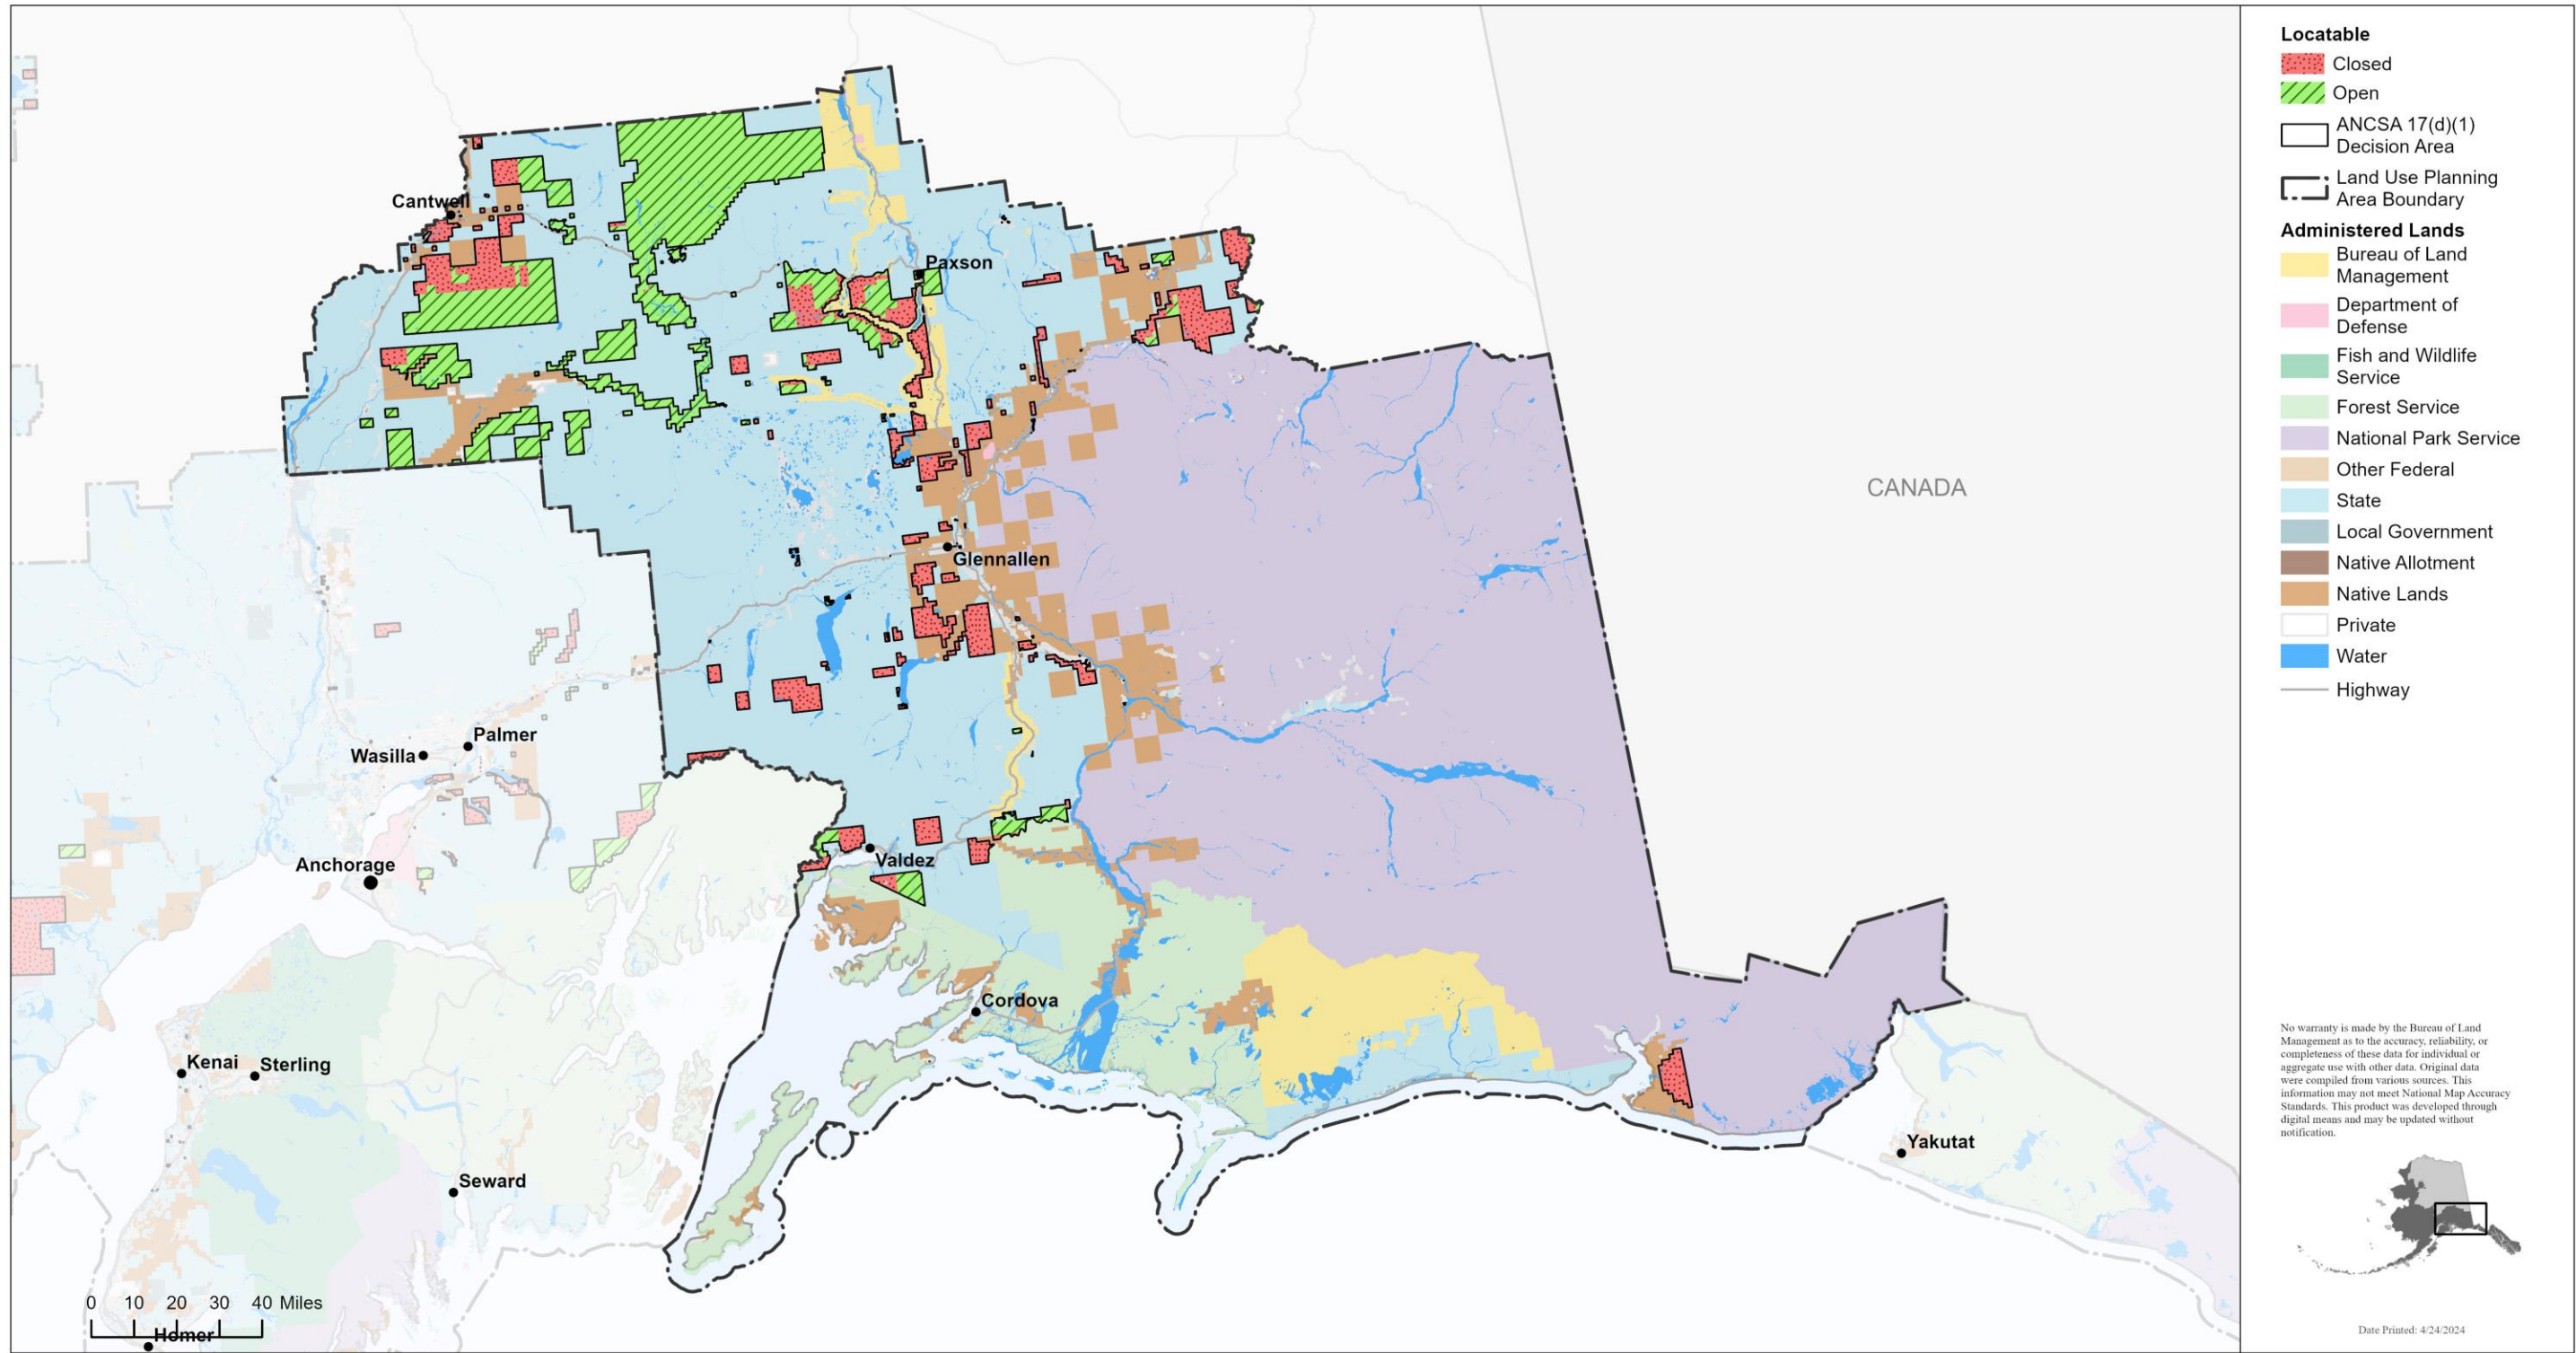 Cantwell
Paxson
CANADA
Glennallen
Palmer
Wasilla
Anchorage
Valdez
Cordova
Kenai
Sterling
Seward
Yakutat
0 10 20 30 40 Miles
Homer
Locatable
Closed
Open
ANCSA 17(d)(1)
Decision Area
Land Use Planning
Area Boundary
Administered Lands
Bureau of Land
Management
Department of
Defense
Fish and Wildlife
Service
Forest Service
National Park Service
Other Federal
State
Local Government
Native Allotment
Native Lands
Private
Water
Highway
No warranty is made by the Bureau of Land
Management as to the accuracy, reliability, or
completeness of these data for individual or
aggregate use with other data. Original data
were compiled from various sources. This
information may not meet National Map Accuracy
Standards. This product was developed through
digital means and may be updated without
notification.
Date Printed: 4/24/2024